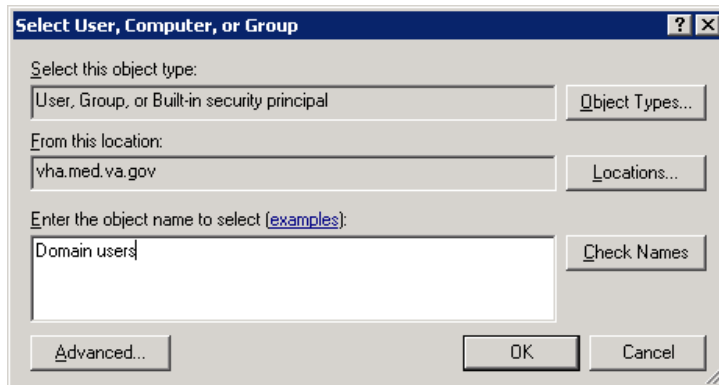 Select User, Computer, or Group
Select this object type:
User, Group, or Built-in security principal
Object Types...
From this location:
vha.med.va.gov
Locations...
Enter the object name to select (examples):
Domain users
Check Names
Advanced...
OK
Cancel